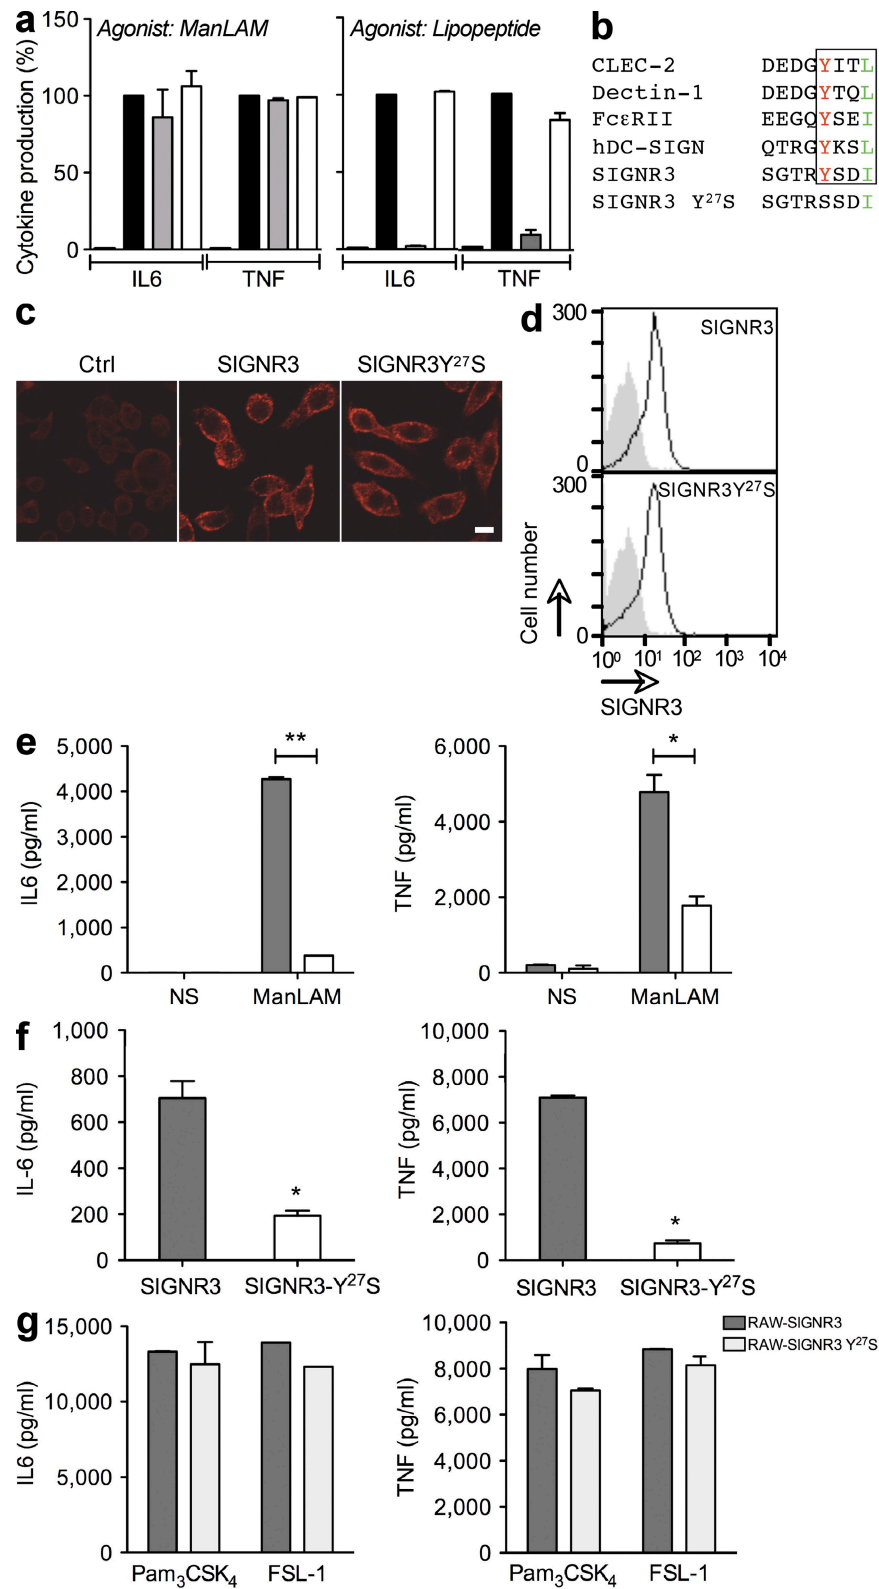 a
Cytokine production (%)
150
100
50
0
Agonist: ManLAM
Agonist: Lipopeptide
IL6
TNF
IL6
TNF
b
CLEC-2 DEDGYITL
Dectin-1 DEDGYTQL
FcεRII EEGQYSEI
hDC-SIGN QTRGYKSL
SIGNR3 SGTRYSDI
SIGNR3 Y²⁷S SGTRSSDI
c
Ctrl
SIGNR3
SIGNR3Y²⁷S
d
300
SIGNR3
0
300
SIGNR3Y²⁷S
Cell number
0
10⁰ 10¹ 10² 10³ 10⁴
SIGNR3
e
IL6 (pg/ml)
5,000
4,000
3,000
2,000
1,000
0
**
NS
ManLAM
TNF (pg/ml)
6,000
4,000
2,000
0
*
NS
ManLAM
f
IL-6 (pg/ml)
1,000
800
600
400
200
0
*
SIGNR3
SIGNR3-Y²⁷S
TNF (pg/ml)
10,000
8,000
6,000
4,000
2,000
0
*
SIGNR3
SIGNR3-Y²⁷S
g
IL6 (pg/ml)
15,000
10,000
5,000
0
Pam₃CSK₄
FSL-1
TNF (pg/ml)
10,000
8,000
6,000
4,000
2,000
0
Pam₃CSK₄
FSL-1
RAW-SIGNR3
RAW-SIGNR3 Y²⁷S